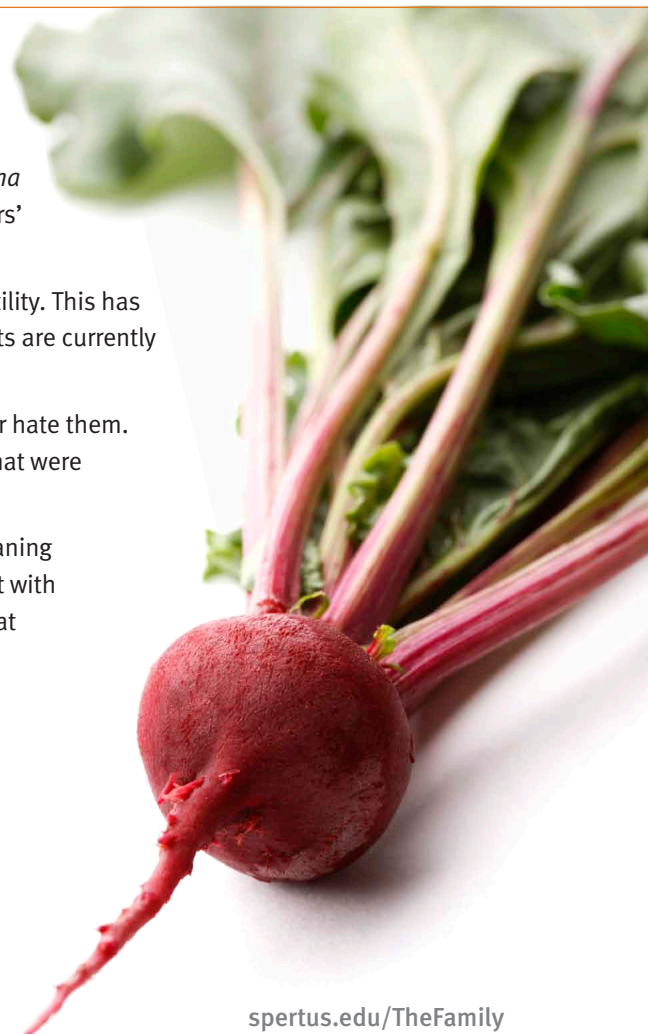 na
rs’
ility. This has
ts are currently
r hate them.
hat were
aning
t with
at
spertus.edu/TheFamily